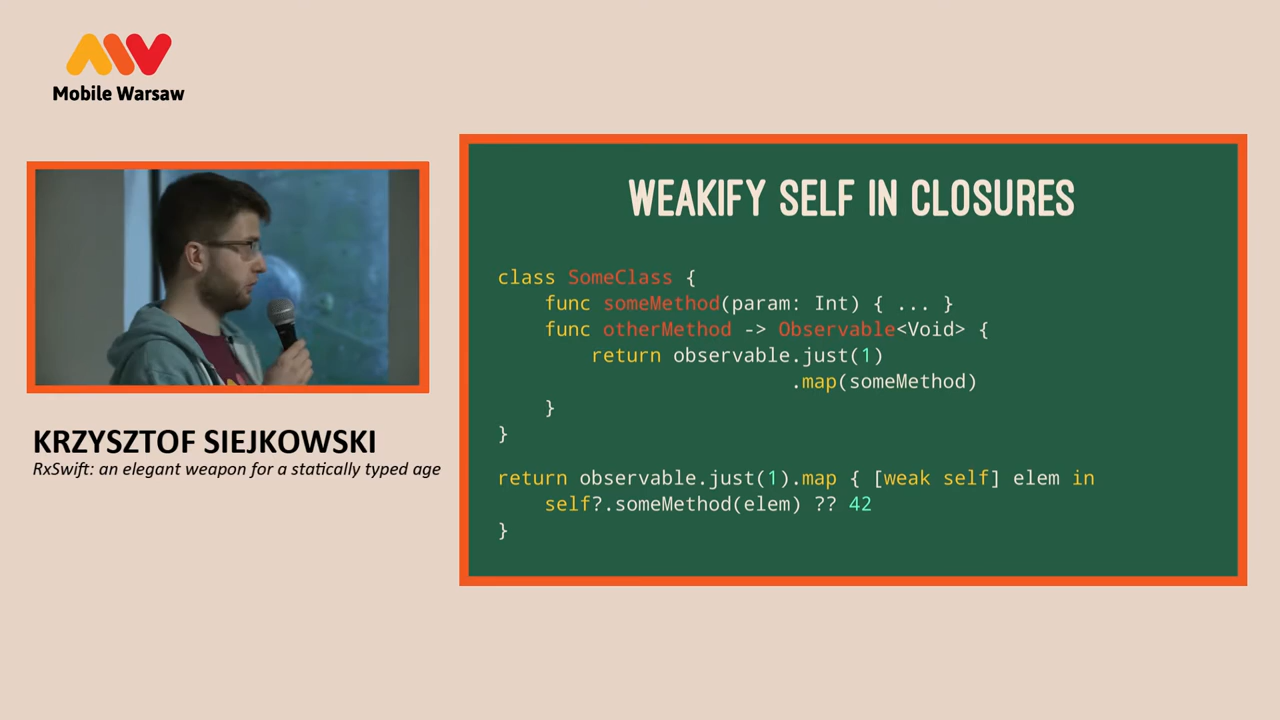 Mobile Warsaw
KRZYSZTOF SIEJKOWSKI
RxSwift: an elegant weapon for a statically typed age
WEAKIFY SELF IN CLOSURES
class SomeClass {
    func someMethod(param: Int) { ... }
    func otherMethod -> Observable<Void> {
        return observable.just(1)
                         .map(someMethod)
    }
}
return observable.just(1).map { [weak self] elem in
    self?.someMethod(elem) ?? 42
}